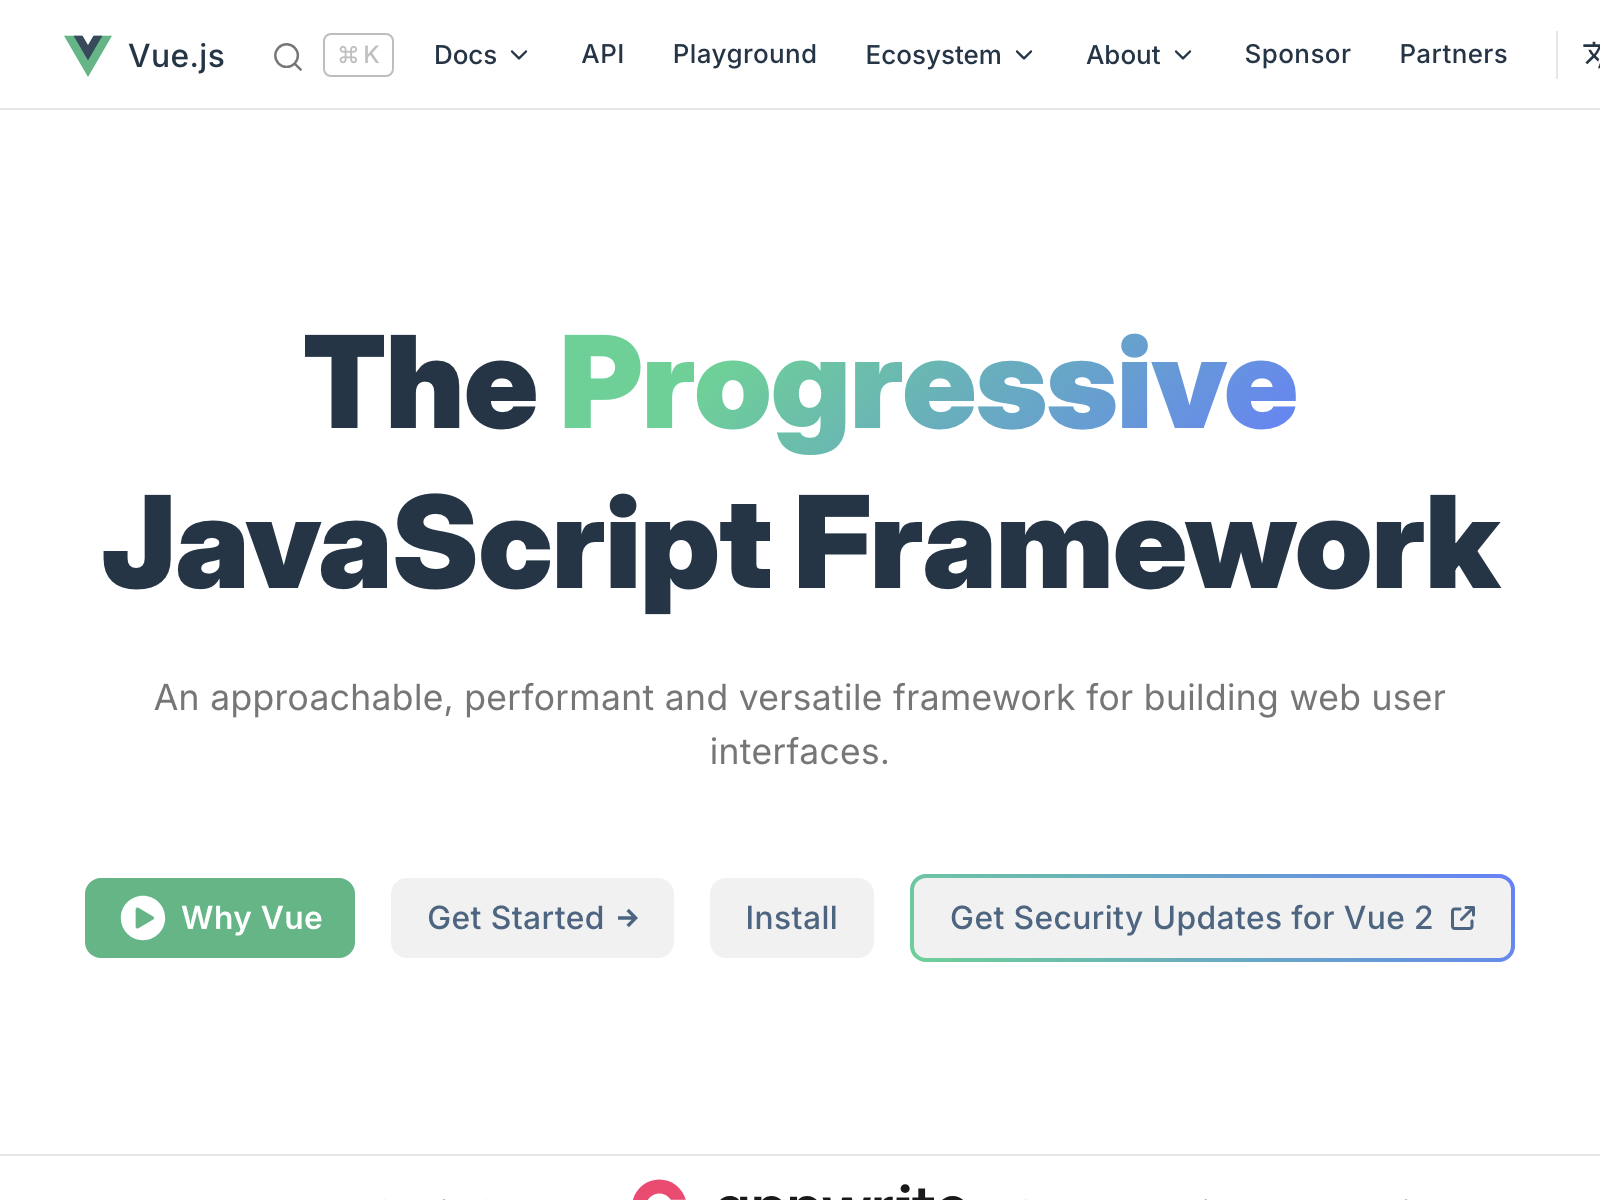 Vue.js ⌘ K Docs API Playground Ecosystem About Sponsor Partners
The Progressive
JavaScript Framework
An approachable, performant and versatile framework for building web user
interfaces.
Why Vue Get Started → Install Get Security Updates for Vue 2
appwrite